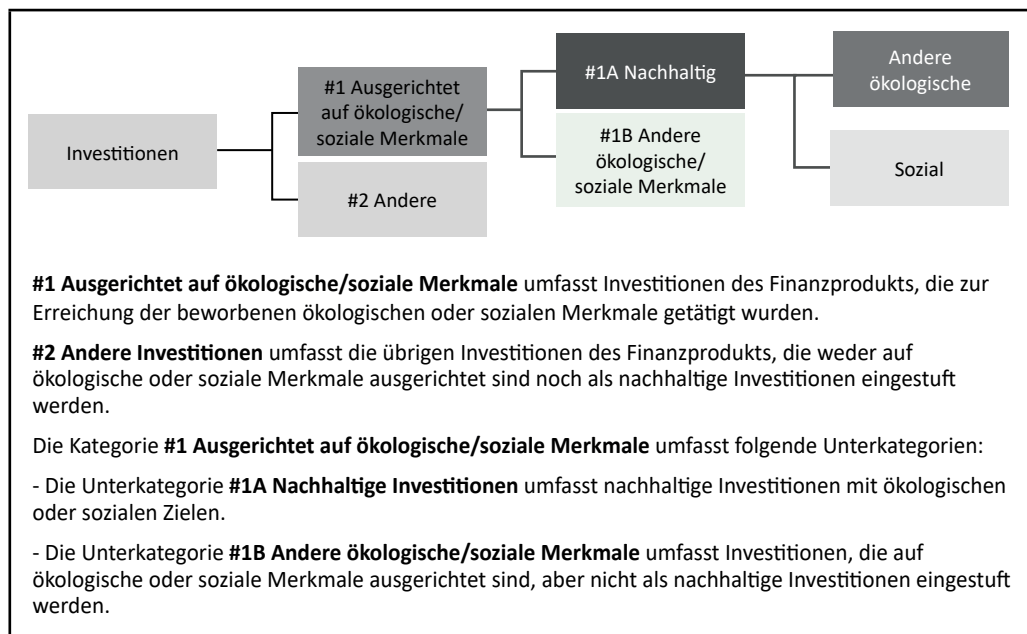 Investitionen
#1 Ausgerichtet
auf ökologische/
soziale Merkmale
#2 Andere
#1A Nachhaltig
#1B Andere
ökologische/
soziale Merkmale
Andere
ökologische
Sozial
#1 Ausgerichtet auf ökologische/soziale Merkmale umfasst Investitionen des Finanzprodukts, die zur
Erreichung der beworbenen ökologischen oder sozialen Merkmale getätigt wurden.
#2 Andere Investitionen umfasst die übrigen Investitionen des Finanzprodukts, die weder auf
ökologische oder soziale Merkmale ausgerichtet sind noch als nachhaltige Investitionen eingestuft
werden.
Die Kategorie #1 Ausgerichtet auf ökologische/soziale Merkmale umfasst folgende Unterkategorien:
- Die Unterkategorie #1A Nachhaltige Investitionen umfasst nachhaltige Investitionen mit ökologischen
oder sozialen Zielen.
- Die Unterkategorie #1B Andere ökologische/soziale Merkmale umfasst Investitionen, die auf
ökologische oder soziale Merkmale ausgerichtet sind, aber nicht als nachhaltige Investitionen eingestuft
werden.